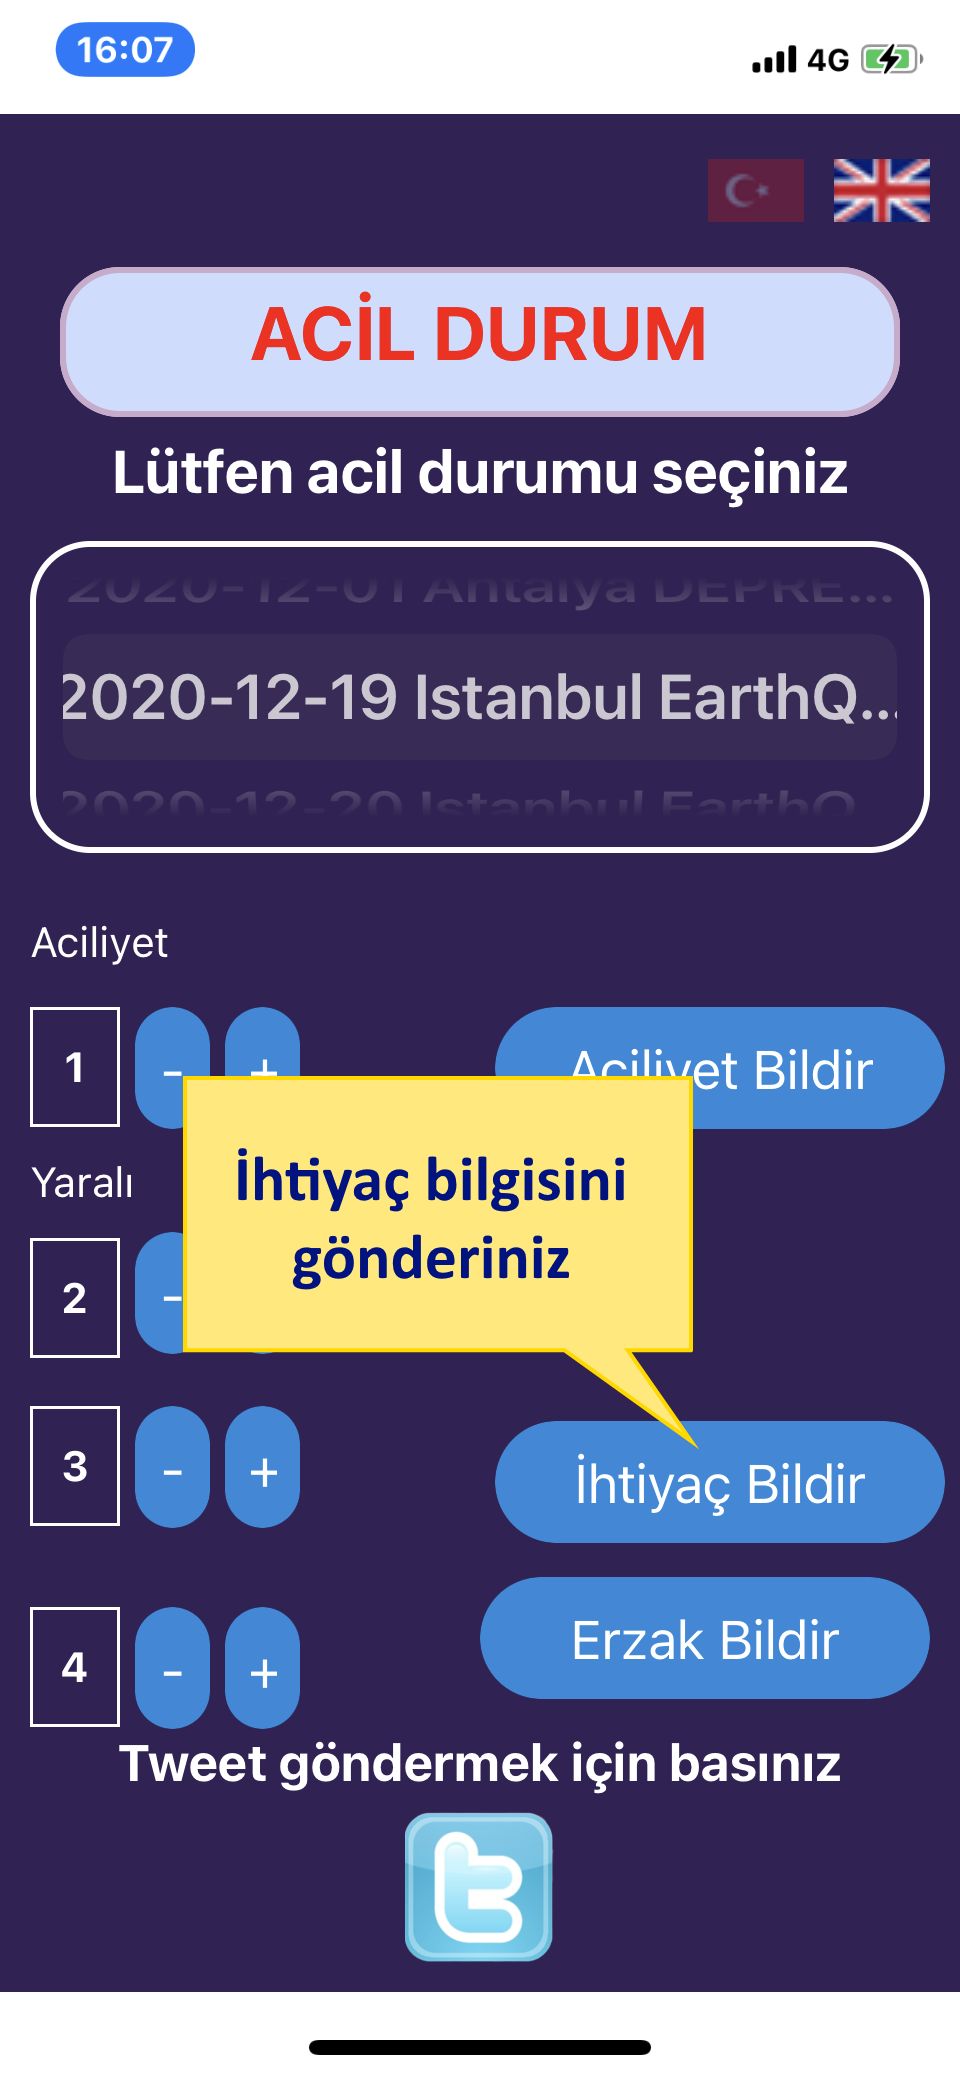 16:07
4G
ACİL DURUM
Lütfen acil durumu seçiniz
2020-12-01 Antalya DEPRE...
2020-12-19 Istanbul EarthQ...
2020-12-20 Istanbul EarthQ
Aciliyet
1 - + Aciliyet Bildir
İhtiyaç bilgisini
gönderiniz
Yaralı
2 -
3 - + İhtiyaç Bildir
4 - + Erzak Bildir
Tweet göndermek için basınız
t